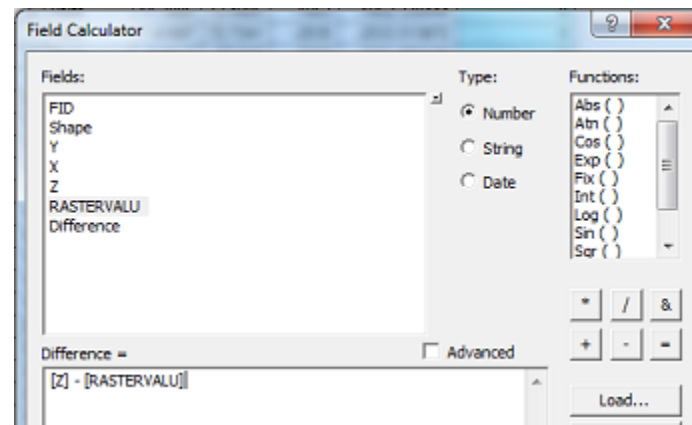 Field Calculator
Fields:
FID
Shape
Y
X
Z
RASTERVALU
Difference
Type:
Number
String
Date
Functions:
Abs ( )
Atn ( )
Cos ( )
Exp ( )
Fix ( )
Int ( )
Log ( )
Sin ( )
Sqr ( )
* / &
+ - =
Difference =
Advanced
[Z] - [RASTERVALU]
Load...